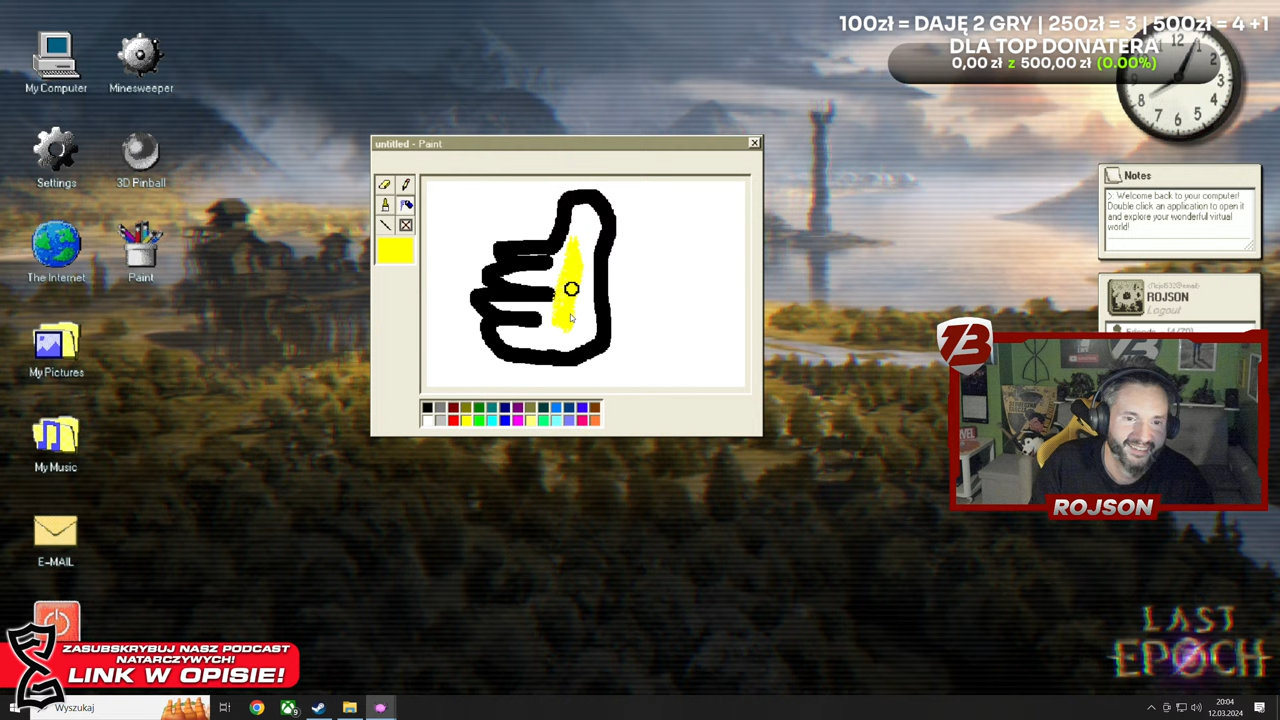 100zł = DAJĘ 2 GRY | 250zł = 3 | 500zł = 4 +1
DLA TOP DONATERA
0,00 zł z 500,00 zł (0.00%)
My Computer
Minesweeper
Settings
3D Pinball
The Internet
Paint
My Pictures
My Music
E-MAIL
untitled - Paint
Notes
>: Welcome back to your computer!
Double click an application to open it
and explore your wonderful virtual
world!
ROJSON
Logout
ROJSON
LAST
EPOCH
ZASUBSKRYBUJ NASZ PODCAST
NATARCZYWYCH!
LINK W OPISIE!
Wyszukaj
20:04
12.03.2024